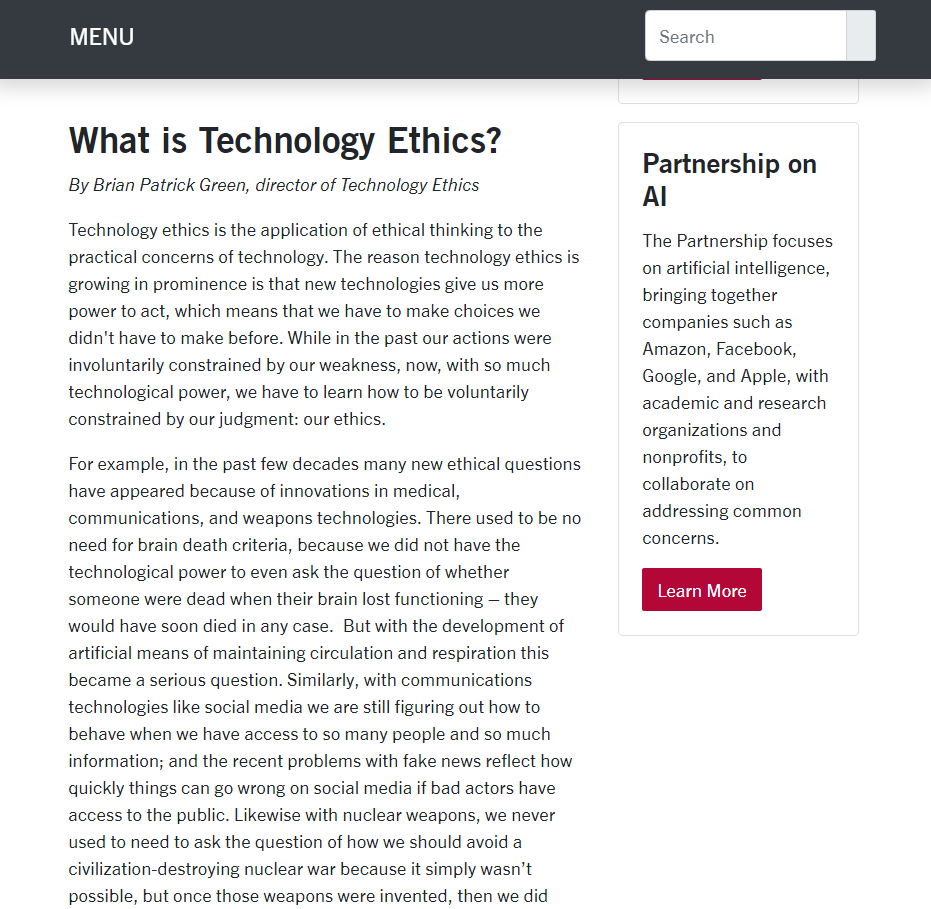 MENU
Search
What is Technology Ethics?
By Brian Patrick Green, director of Technology Ethics
Technology ethics is the application of ethical thinking to the
practical concerns of technology. The reason technology ethics is
growing in prominence is that new technologies give us more
power to act, which means that we have to make choices we
didn't have to make before. While in the past our actions were
involuntarily constrained by our weakness, now, with so much
technological power, we have to learn how to be voluntarily
constrained by our judgment: our ethics.
For example, in the past few decades many new ethical questions
have appeared because of innovations in medical,
communications, and weapons technologies. There used to be no
need for brain death criteria, because we did not have the
technological power to even ask the question of whether
someone were dead when their brain lost functioning – they
would have soon died in any case.  But with the development of
artificial means of maintaining circulation and respiration this
became a serious question. Similarly, with communications
technologies like social media we are still figuring out how to
behave when we have access to so many people and so much
information; and the recent problems with fake news reflect how
quickly things can go wrong on social media if bad actors have
access to the public. Likewise with nuclear weapons, we never
used to need to ask the question of how we should avoid a
civilization-destroying nuclear war because it simply wasn’t
possible, but once those weapons were invented, then we did
Partnership on
AI
The Partnership focuses
on artificial intelligence,
bringing together
companies such as
Amazon, Facebook,
Google, and Apple, with
academic and research
organizations and
nonprofits, to
collaborate on
addressing common
concerns.
Learn More